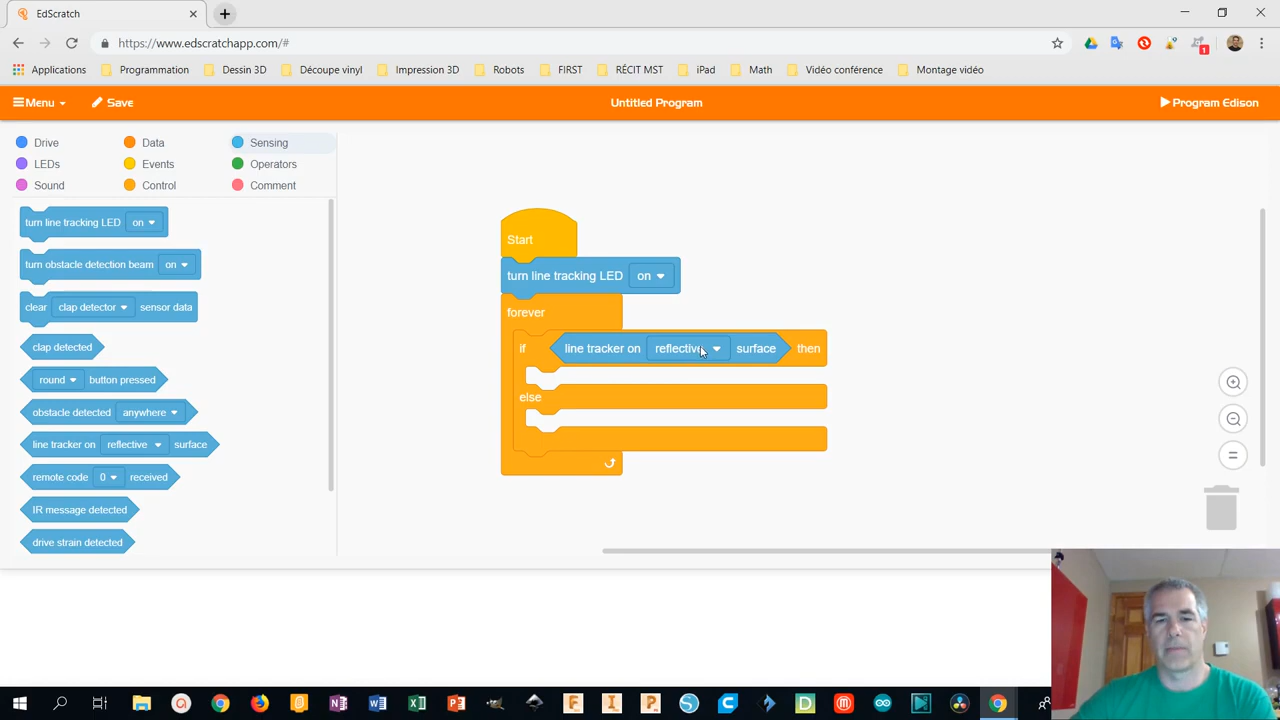 EdScratch
https://www.edscratchapp.com/#
1
Applications Programmation Dessin 3D Découpe vinyl Impression 3D Robots FIRST RÉCIT MST iPad Math Vidéo conférence Montage vidéo
Menu Save Untitled Program Program Edison
Drive Data Sensing
LEDs Events Operators
Sound Control Comment
turn line tracking LED on
turn obstacle detection beam on
clear clap detector sensor data
clap detected
round button pressed
obstacle detected anywhere
line tracker on reflective surface
remote code 0 received
IR message detected
drive strain detected
Start
turn line tracking LED on
forever
if line tracker on reflective surface then
else